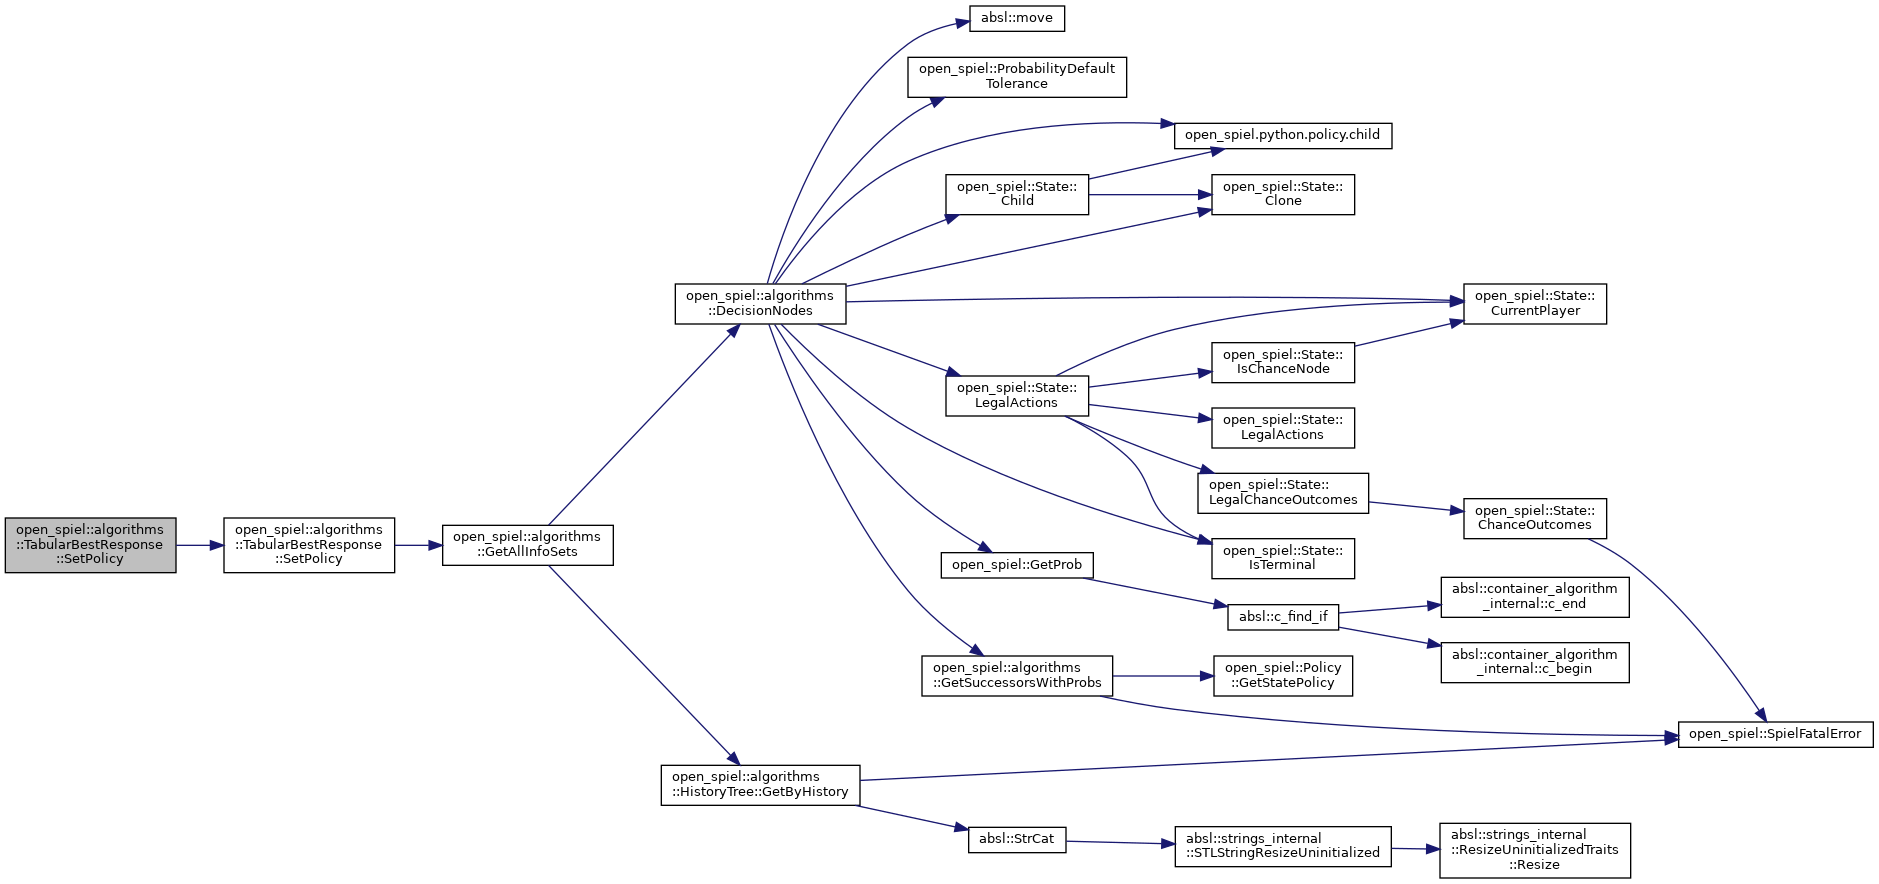 absl::move
open_spiel::ProbabilityDefault
Tolerance
open_spiel.python.policy.child
open_spiel::State::
Child
open_spiel::State::
Clone
open_spiel::algorithms
::DecisionNodes
open_spiel::State::
CurrentPlayer
open_spiel::State::
IsChanceNode
open_spiel::State::
LegalActions
open_spiel::State::
LegalActions
open_spiel::State::
LegalChanceOutcomes
open_spiel::State::
ChanceOutcomes
open_spiel::algorithms
::TabularBestResponse
::SetPolicy
open_spiel::algorithms
::TabularBestResponse
::SetPolicy
open_spiel::algorithms
::GetAllInfoSets
open_spiel::State::
IsTerminal
open_spiel::GetProb
absl::c_find_if
absl::container_algorithm
_internal::c_end
absl::container_algorithm
_internal::c_begin
open_spiel::algorithms
::GetSuccessorsWithProbs
open_spiel::Policy
::GetStatePolicy
open_spiel::SpielFatalError
open_spiel::algorithms
::HistoryTree::GetByHistory
absl::StrCat
absl::strings_internal
::STLStringResizeUninitialized
absl::strings_internal
::ResizeUninitializedTraits
::Resize